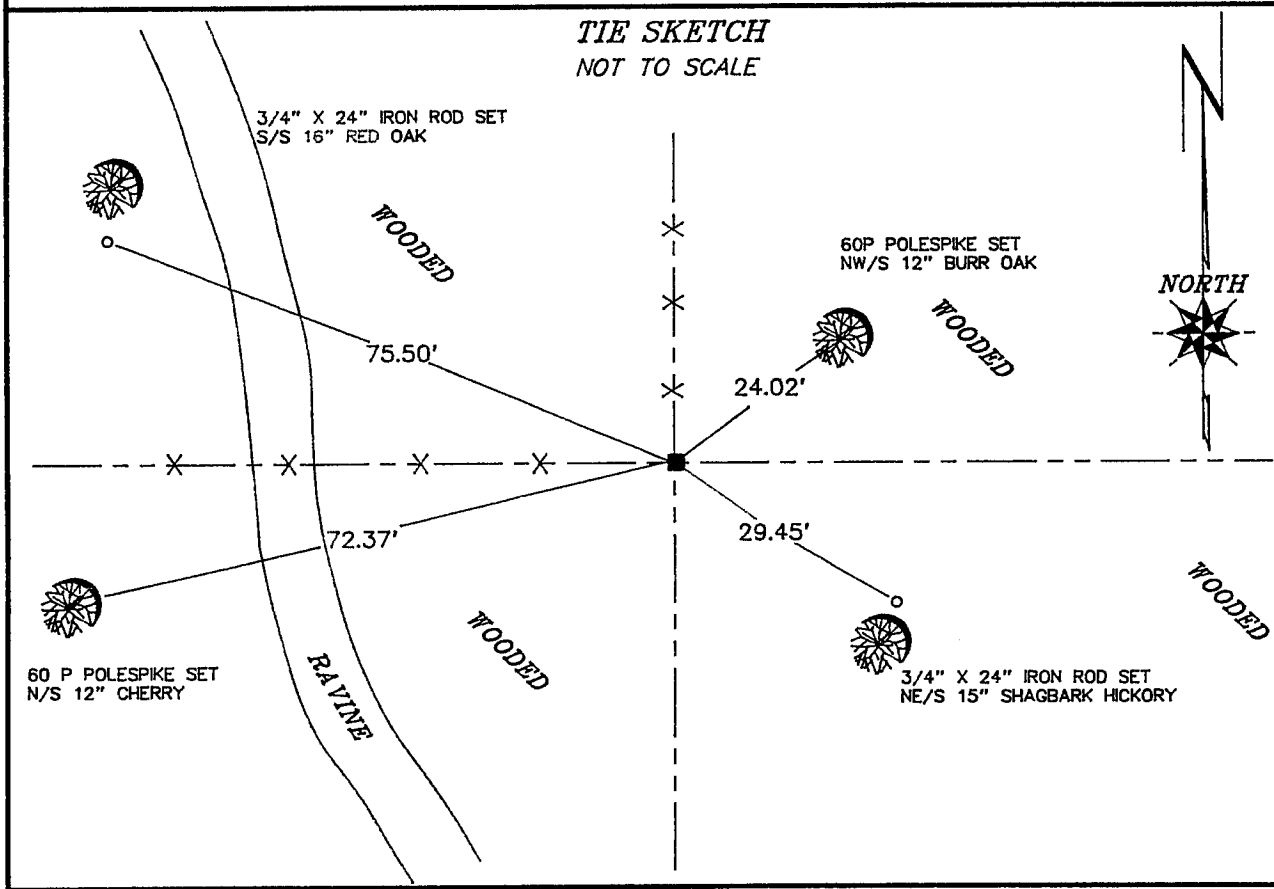 TIE SKETCH
NOT TO SCALE
3/4" X 24" IRON ROD SET
S/S 16" RED OAK
WOODED
60P POLESPIKE SET
NW/S 12" BURR OAK
WOODED
NORTH
75.50'
24.02'
72.37'
29.45'
WOODED
WOODED
60 P POLESPIKE SET
N/S 12" CHERRY
RAVINE
3/4" X 24" IRON ROD SET
NE/S 15" SHAGBARK HICKORY